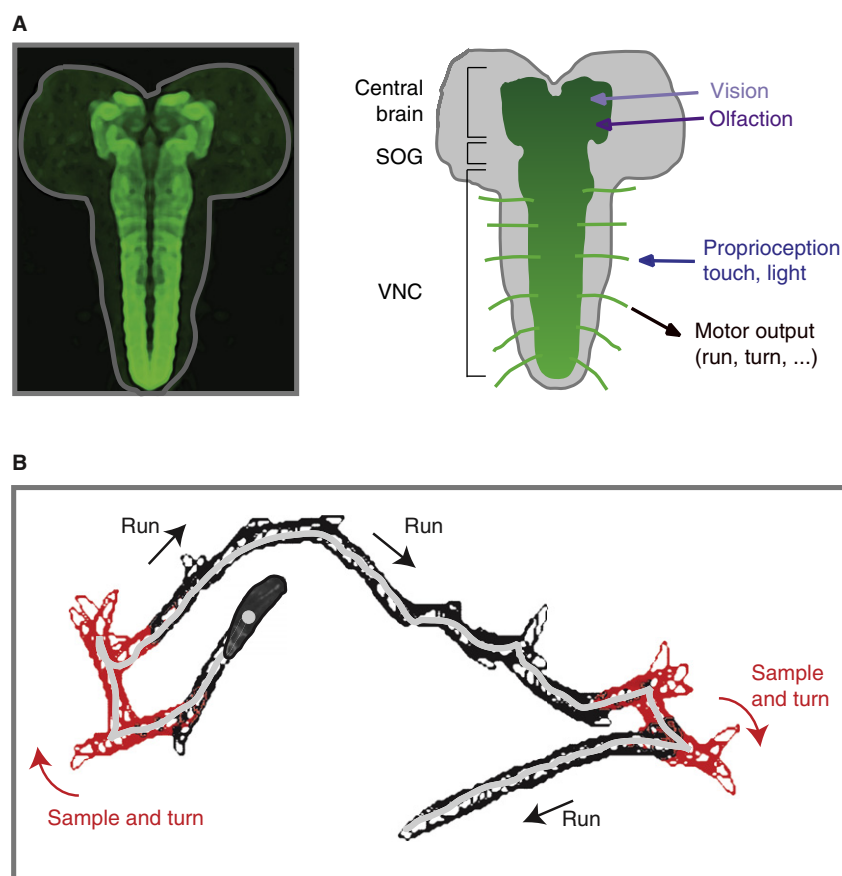 A
Central
brain
SOG
VNC
Vision
Olfaction
Proprioception
touch, light
Motor output
(run, turn, ...)
B
Run
Run
Sample
and turn
Sample and turn
Run